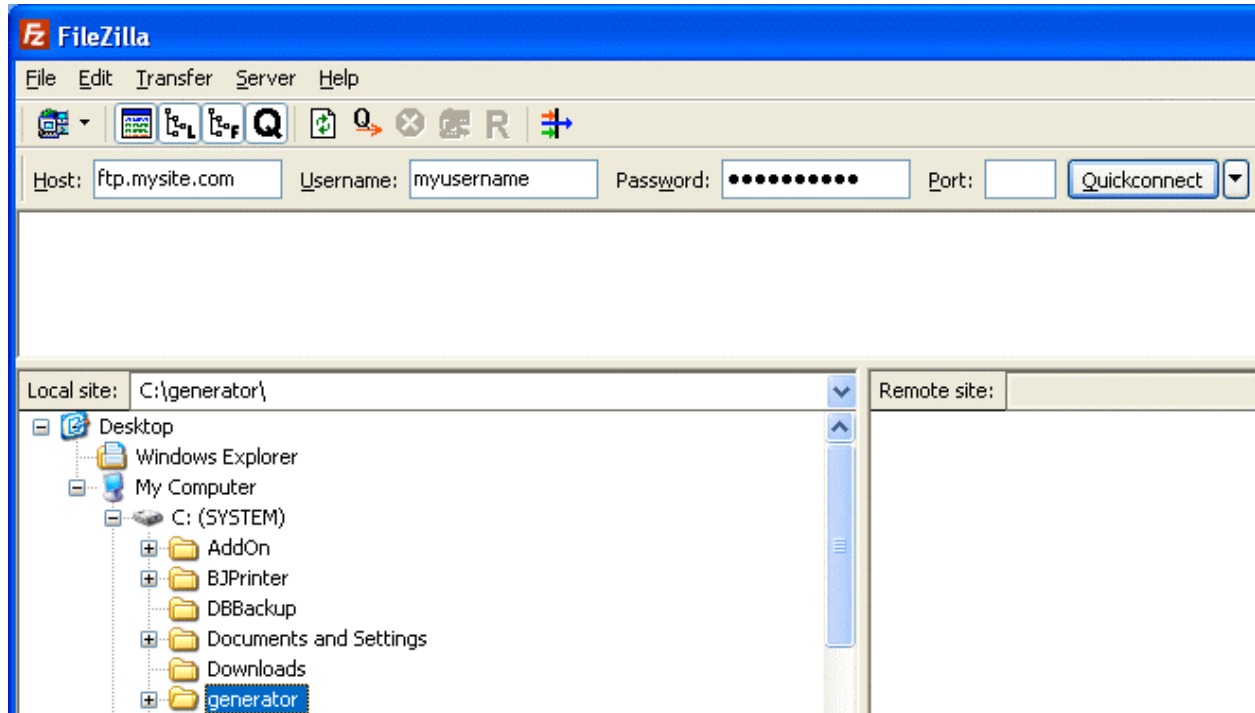 FileZilla
File Edit Transfer Server Help
L F Q Q R
Host: ftp.mysite.com Username: myusername Password: ●●●●●●●●●● Port: Quickconnect
Local site: C:\generator\ Remote site:
Desktop
Windows Explorer
My Computer
C: (SYSTEM)
AddOn
BJPrinter
DBBackup
Documents and Settings
Downloads
generator